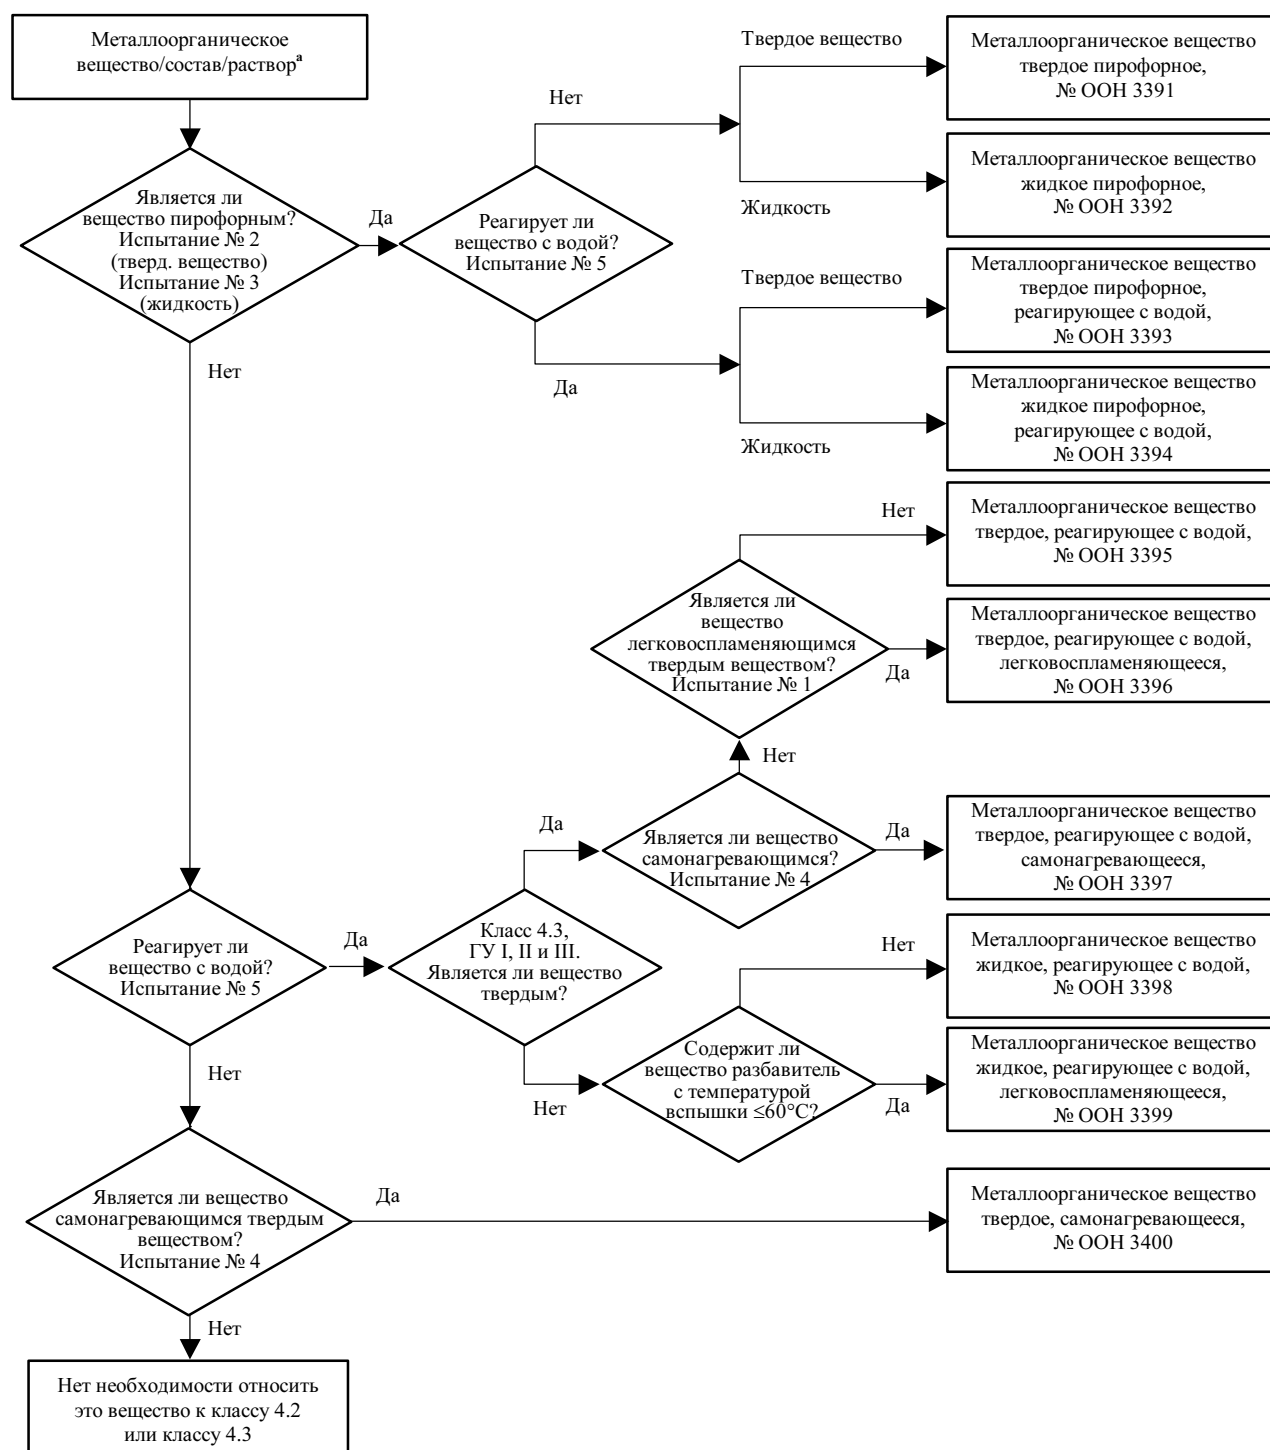 Металлоорганическое
вещество/состав/растворª
Является ли
вещество пирофорным?
Испытание № 2
(тверд. вещество)
Испытание № 3
(жидкость)
Да
Нет
Реагирует ли
вещество с водой?
Испытание № 5
Нет
Да
Твердое вещество
Жидкость
Металлоорганическое вещество
твердое пирофорное,
№ ООН 3391
Металлоорганическое вещество
жидкое пирофорное,
№ ООН 3392
Твердое вещество
Жидкость
Металлоорганическое вещество
твердое пирофорное,
реагирующее с водой,
№ ООН 3393
Металлоорганическое вещество
жидкое пирофорное,
реагирующее с водой,
№ ООН 3394
Нет
Металлоорганическое вещество
твердое, реагирующее с водой,
№ ООН 3395
Является ли
вещество
легковоспламеняющимся
твердым веществом?
Испытание № 1
Да
Металлоорганическое вещество
твердое, реагирующее с водой,
легковоспламеняющееся,
№ ООН 3396
Нет
Да
Является ли вещество
самонагревающимся?
Испытание № 4
Да
Металлоорганическое вещество
твердое, реагирующее с водой,
самонагревающееся,
№ ООН 3397
Реагирует ли
вещество с водой?
Испытание № 5
Да
Класс 4.3,
ГУ I, II и III.
Является ли вещество
твердым?
Нет
Металлоорганическое вещество
жидкое, реагирующее с водой,
№ ООН 3398
Нет
Нет
Содержит ли
вещество разбавитель
с температурой
вспышки ≤60°C?
Да
Металлоорганическое вещество
жидкое, реагирующее с водой,
легковоспламеняющееся,
№ ООН 3399
Является ли вещество
самонагревающимся твердым
веществом?
Испытание № 4
Да
Металлоорганическое вещество
твердое, самонагревающееся,
№ ООН 3400
Нет
Нет необходимости относить
это вещество к классу 4.2
или классу 4.3